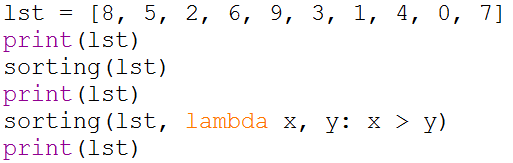 lst = [8, 5, 2, 6, 9, 3, 1, 4, 0, 7]
print(lst)
sorting(lst)
print(lst)
sorting(lst, lambda x, y: x > y)
print(lst)